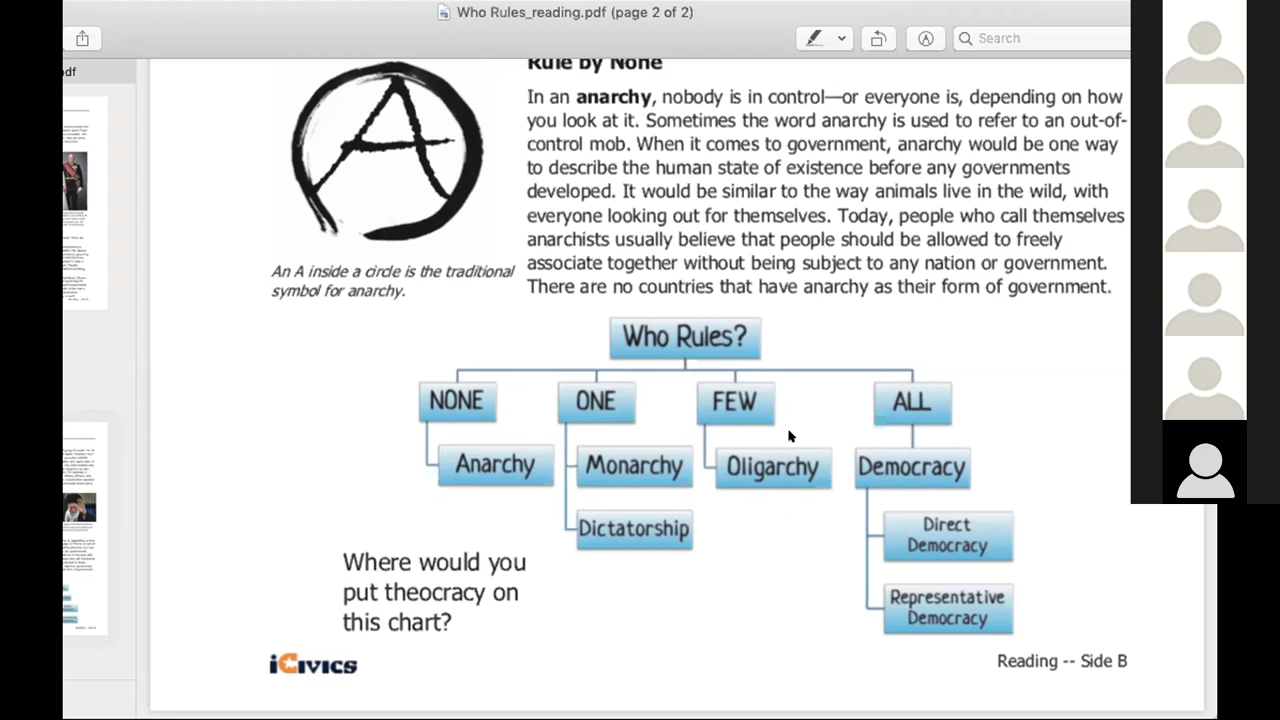 Who Rules_reading.pdf (page 2 of 2)
Search
df
Rule by None
In an anarchy, nobody is in control—or everyone is, depending on how
you look at it. Sometimes the word anarchy is used to refer to an out-of-
control mob. When it comes to government, anarchy would be one way
to describe the human state of existence before any governments
developed. It would be similar to the way animals live in the wild, with
everyone looking out for themselves. Today, people who call themselves
anarchists usually believe that people should be allowed to freely
associate together without being subject to any nation or government.
There are no countries that have anarchy as their form of government.
An A inside a circle is the traditional
symbol for anarchy.
Who Rules?
NONE
ONE
FEW
ALL
Anarchy
Monarchy
Oligarchy
Democracy
Dictatorship
Direct
Democracy
Representative
Democracy
Where would you
put theocracy on
this chart?
iCivics
Reading -- Side B